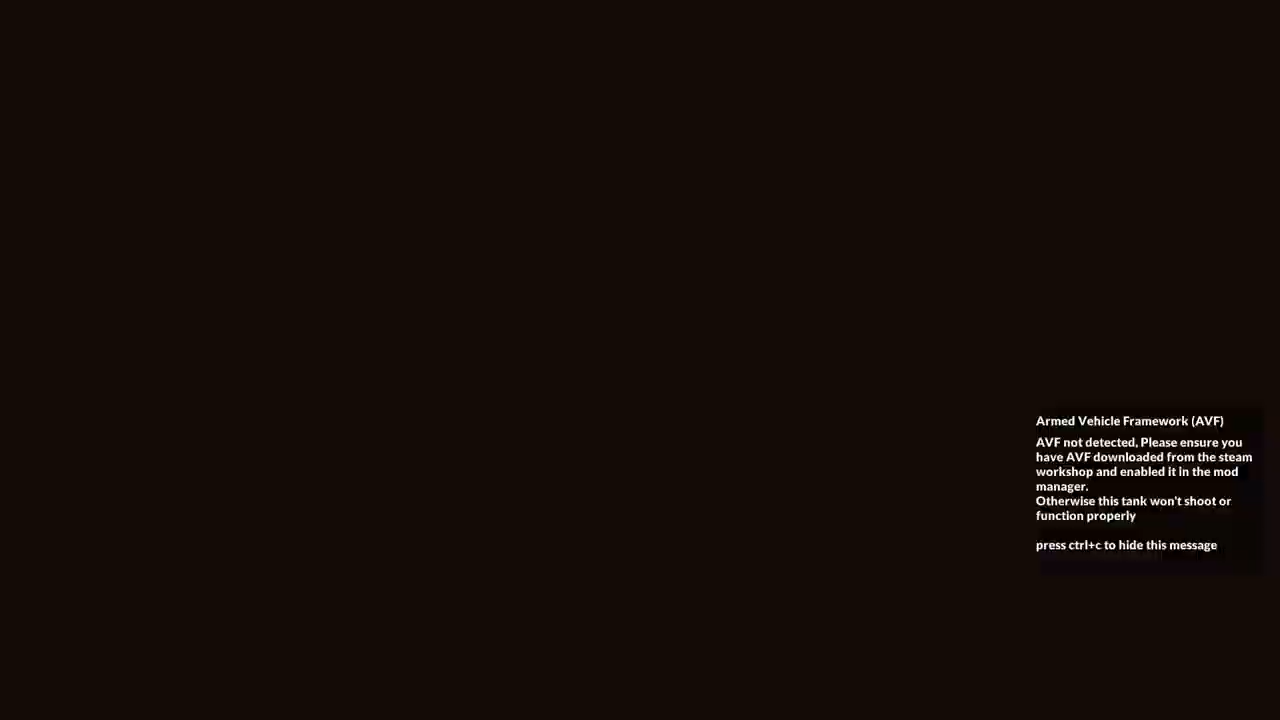 Armed Vehicle Framework (AVF)
AVF not detected, Please ensure you
have AVF downloaded from the steam
workshop and enabled it in the mod
manager.
Otherwise this tank won't shoot or
function properly
press ctrl+c to hide this message